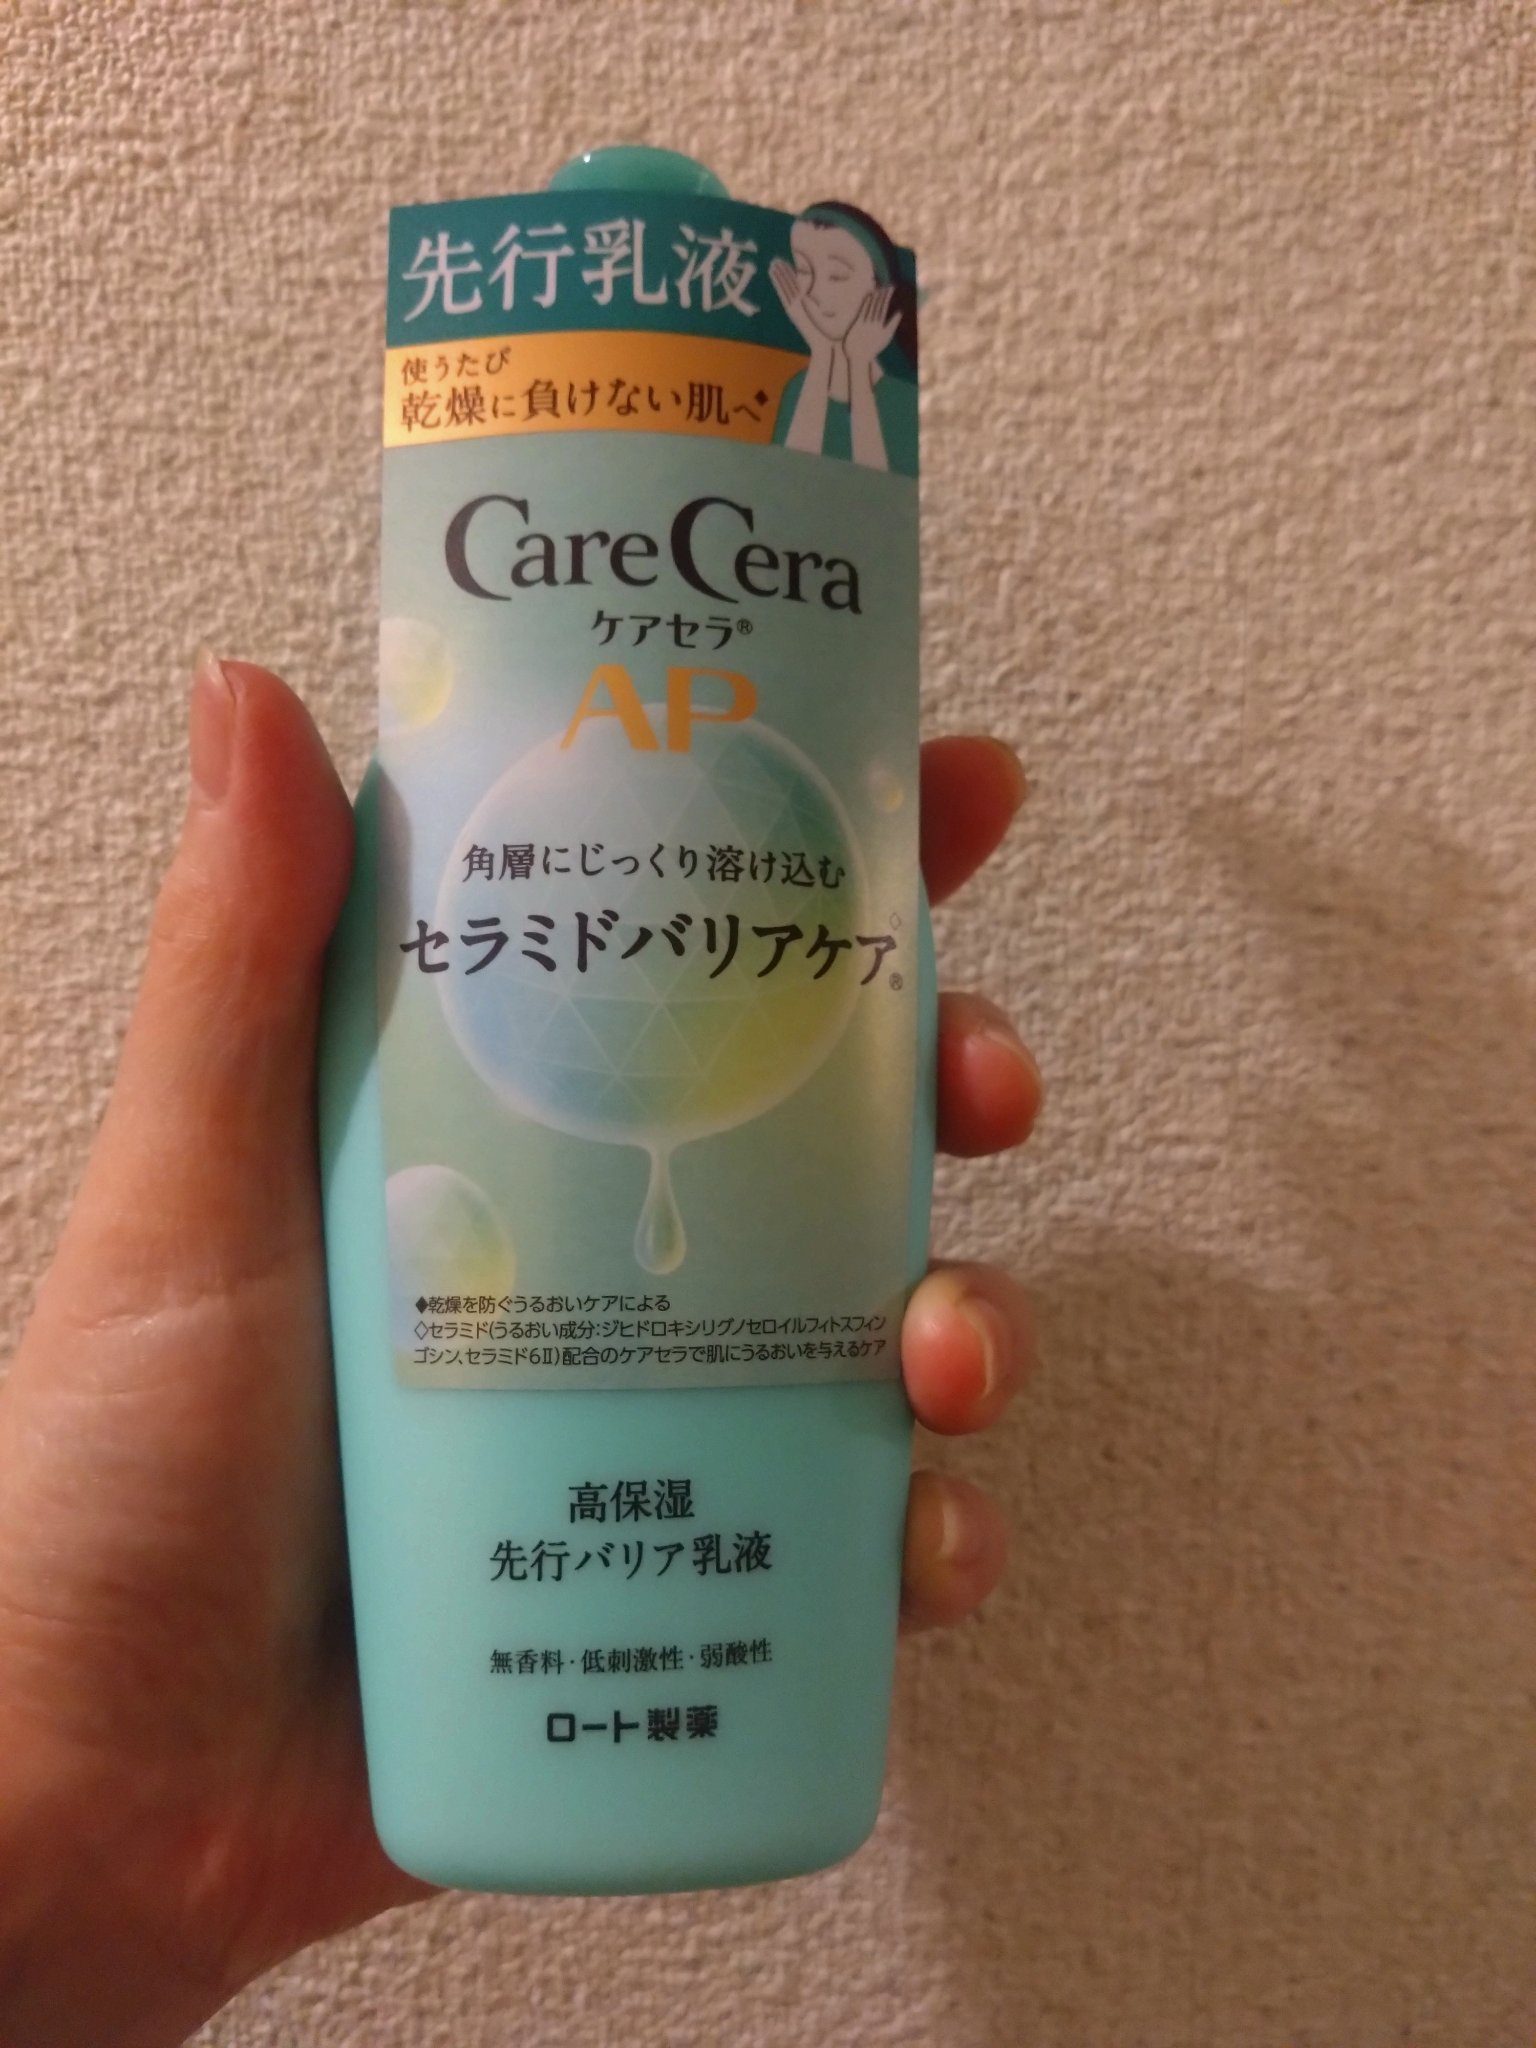 先行乳液
使うたび
乾燥に負けない肌へ◆
CareCera
ケアセラ®
AP
角層にじっくり溶け込む
セラミドバリアケア◇®
◆乾燥を防ぐうるおいケアによる
◇セラミド(うるおい成分:ジヒドロキシリグノセロイルフィトスフィン
ゴシン、セラミド6Ⅱ)配合のケアセラで肌にうるおいを与えるケア
高保湿
先行バリア乳液
無香料・低刺激性・弱酸性
ロート製薬